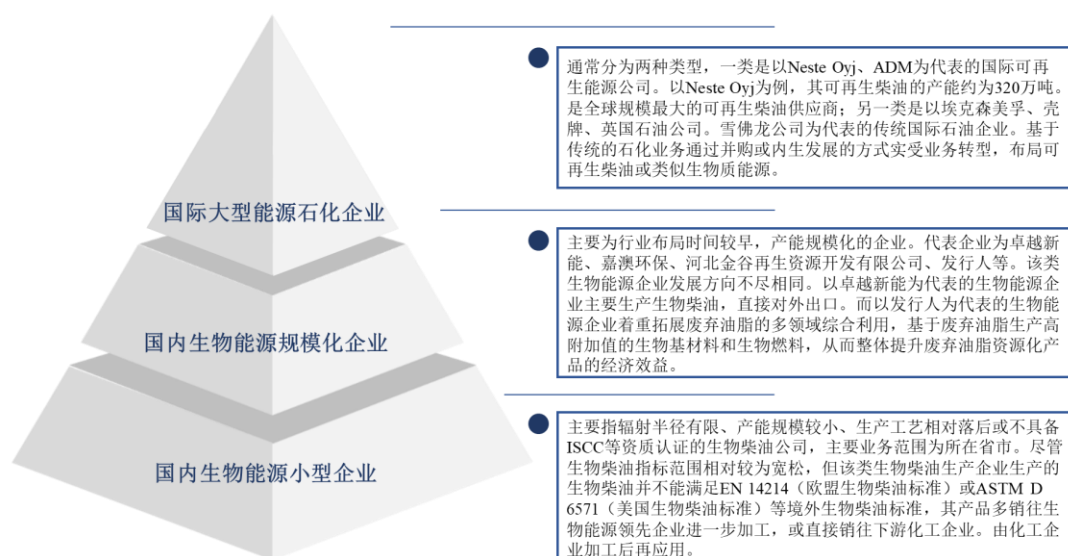 通常分为两种类型，一类是以Neste Oyj、ADM为代表的国际可再
生能源公司。以Neste Oyj为例，其可再生柴油的产能约为320万吨。
是全球规模最大的可再生柴油供应商；另一类是以埃克森美孚、壳
牌、英国石油公司。雪佛龙公司为代表的传统国际石油企业。基于
传统的石化业务通过并购或内生发展的方式实受业务转型，布局可
再生柴油或类似生物质能源。
国际大型能源石化企业
主要为行业布局时间较早，产能规模化的企业。代表企业为卓越新
能、嘉澳环保、河北金谷再生资源开发有限公司、发行人等。该类
生物能源企业发展方向不尽相同。以卓越新能为代表的生物能源企
业主要生产生物柴油，直接对外出口。而以发行人为代表的生物能
源企业着重拓展废弃油脂的多领域综合利用，基于废弃油脂生产高
附加值的生物基材料和生物燃料，从而整体提升废弃油脂资源化产
品的经济效益。
国内生物能源规模化企业
主要指辐射半径有限、产能规模较小、生产工艺相对落后或不具备
ISCC等资质认证的生物柴油公司，主要业务范围为所在省市。尽管
生物柴油指标范围相对较为宽松，但该类生物柴油生产企业生产的
生物柴油并不能满足EN 14214（欧盟生物柴油标准）或ASTM D
6571（美国生物柴油标准）等境外生物柴油标准，其产品多销往生
物能源领先企业进一步加工，或直接销往下游化工企业。由化工企
业加工后再应用。
国内生物能源小型企业